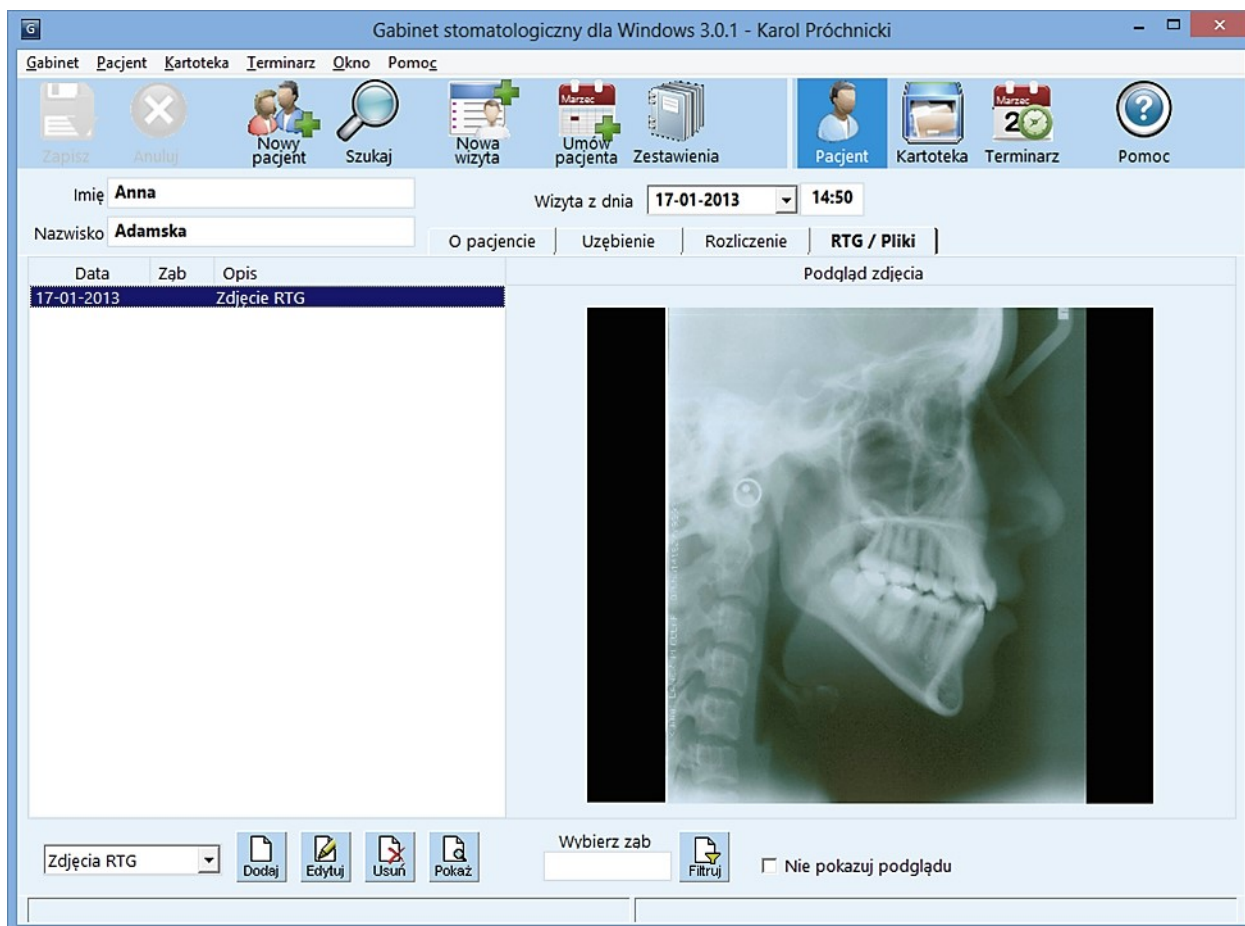 G
Gabinet stomatologiczny dla Windows 3.0.1 - Karol Próchnicki
Gabinet Pacjent Kartoteka Terminarz Okno Pomoc
Zapisz
Anuluj
Nowy
pacjent
Szukaj
Nowa
wizyta
Marzec
Umów
pacjenta
Zestawienia
Pacjent
Kartoteka
Marzec
2
Terminarz
?
Pomoc
Imię Anna
Wizyta z dnia 17-01-2013 14:50
Nazwisko Adamska
O pacjencie Uzębienie Rozliczenie RTG / Pliki
Data Ząb Opis
Podgląd zdjęcia
17-01-2013 Zdjęcie RTG
Zdjęcia RTG
Dodaj
Edytuj
Usuń
Pokaż
Wybierz ząb
Filtruj
Nie pokazuj podglądu